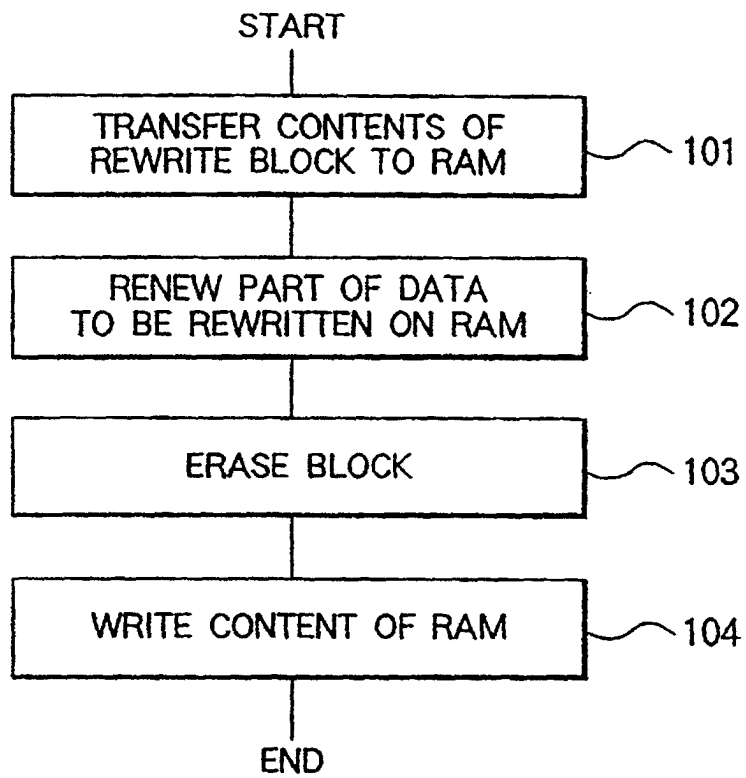 START
TRANSFER CONTENTS OF
REWRITE BLOCK TO RAM
101
RENEW PART OF DATA
TO BE REWRITTEN ON RAM
102
ERASE BLOCK
103
WRITE CONTENT OF RAM
104
END